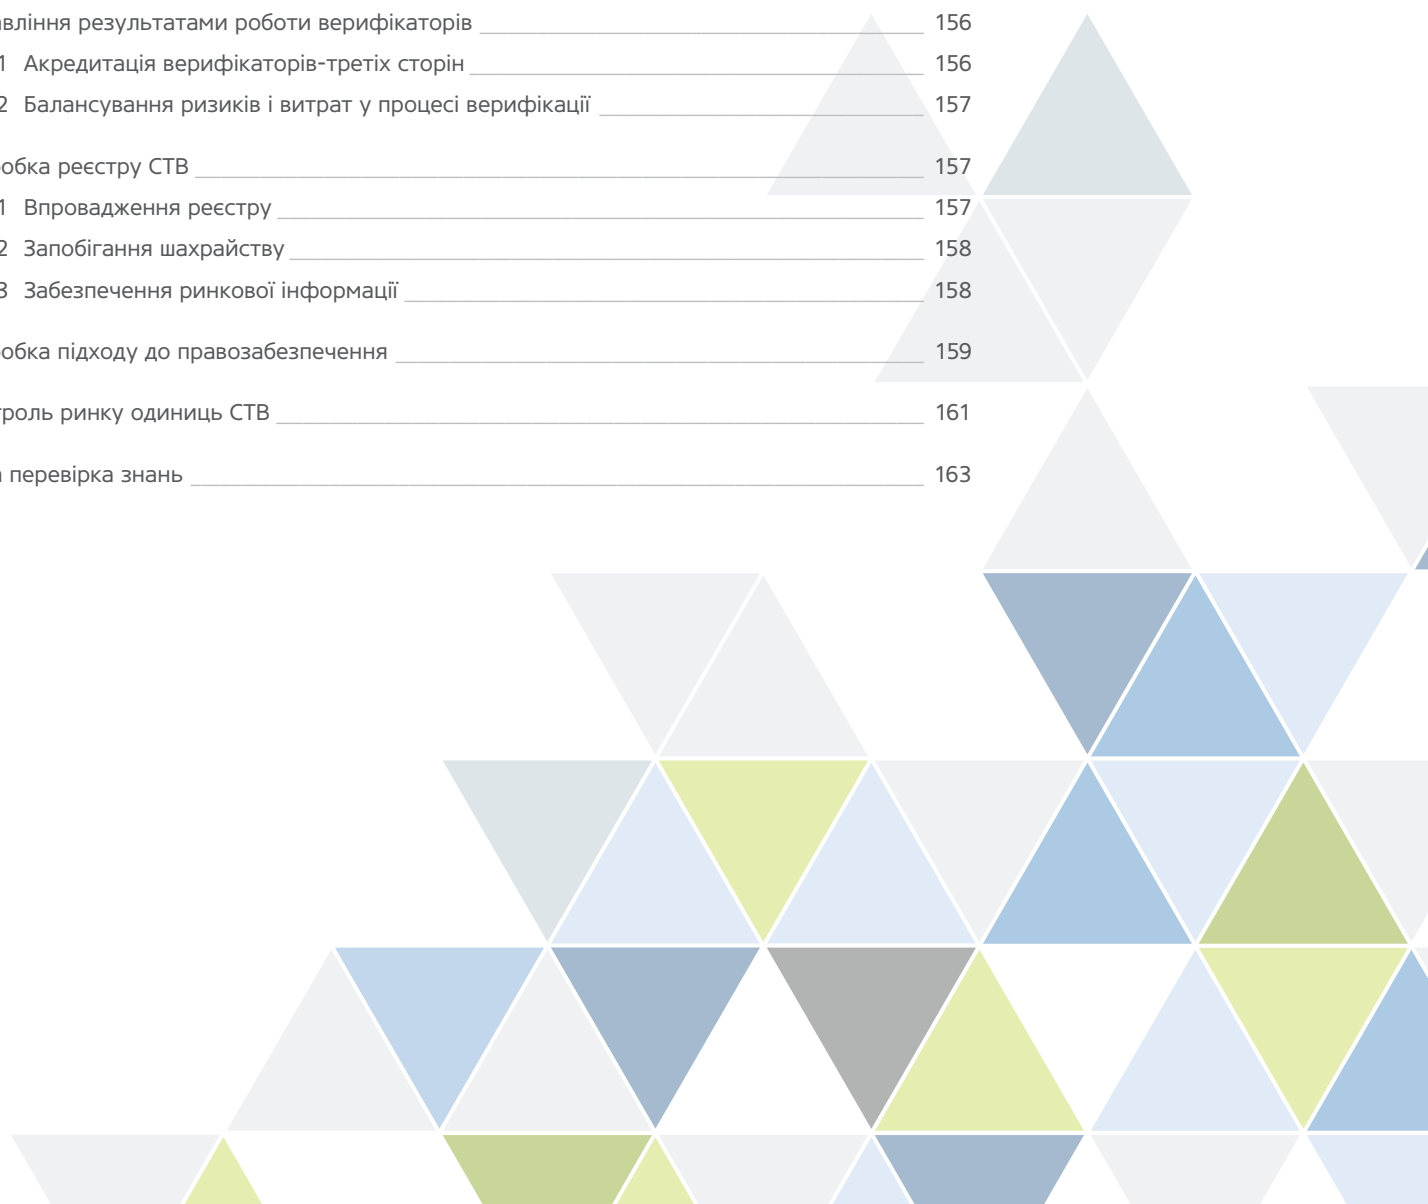 авління результатами роботи верифікаторів 156
1 Акредитація верифікаторів-третіх сторін 156
2 Балансування ризиків і витрат у процесі верифікації 157
обка реєстру СТВ 157
1 Впровадження реєстру 157
2 Запобігання шахрайству 158
3 Забезпечення ринкової інформації 158
обка підходу до правозабезпечення 159
троль ринку одиниць СТВ 161
перевірка знань 163